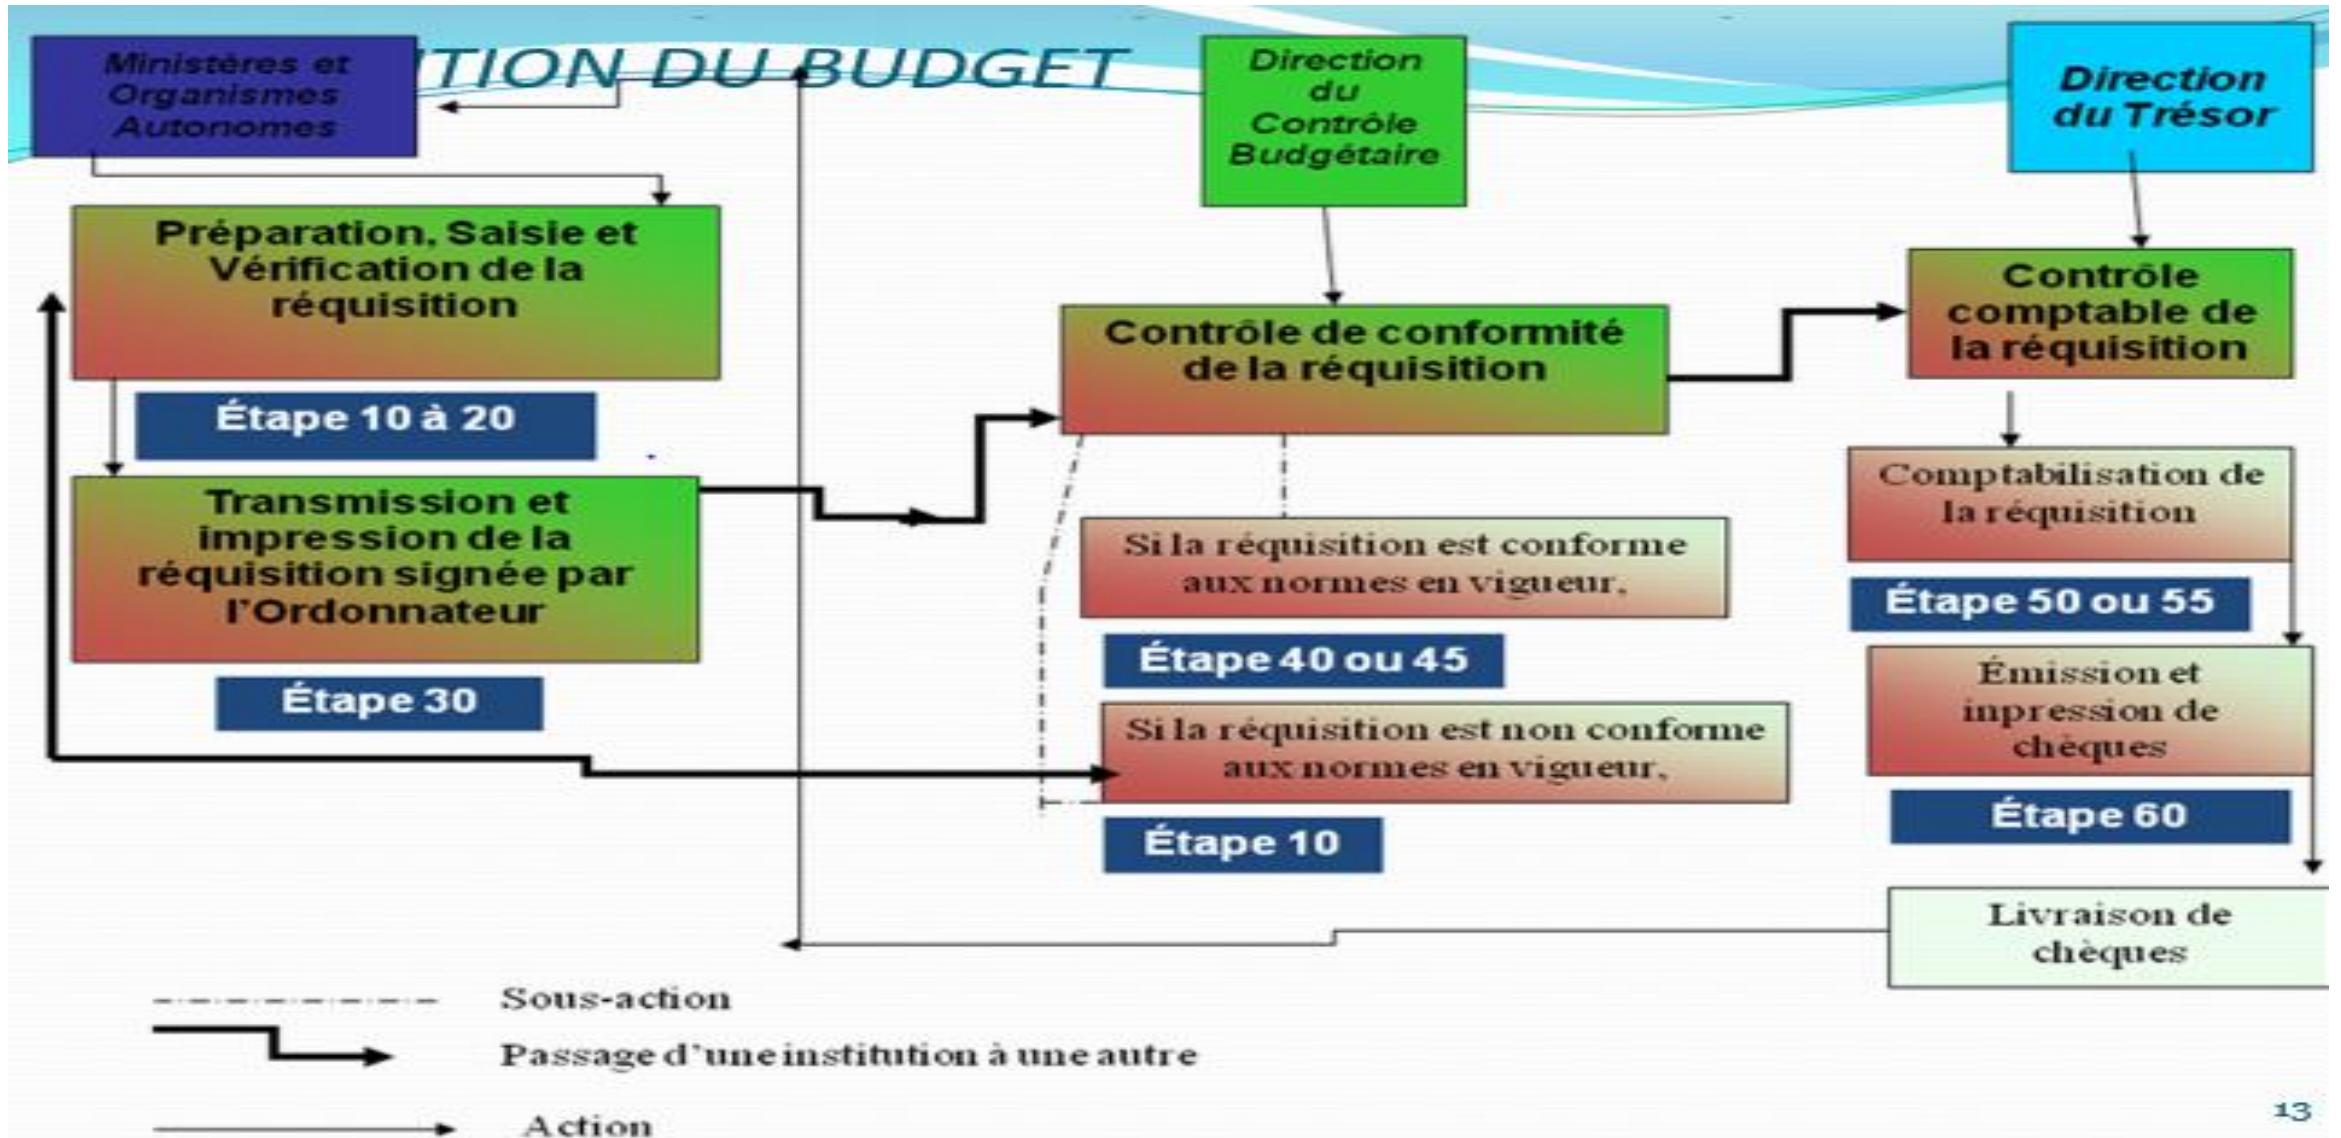 Ministères et
Organismes
Autonomes
TION DU BUDGET
Direction
du
Contrôle
Budgétaire
Direction
du Trésor
Préparation, Saisie et
Vérification de la
réquisition
Étape 10 à 20
Transmission et
impression de la
réquisition signée par
l'Ordonnateur
Étape 30
Contrôle de conformité
de la réquisition
Si la réquisition est conforme
aux normes en vigueur,
Étape 40 ou 45
Si la réquisition est non conforme
aux normes en vigueur,
Étape 10
Contrôle
comptable de
la réquisition
Comptabilisation de
la réquisition
Étape 50 ou 55
Émission et
inpression de
chèques
Étape 60
Livraison de
chèques
Sous-action
Passage d'une institution à une autre
Action
13